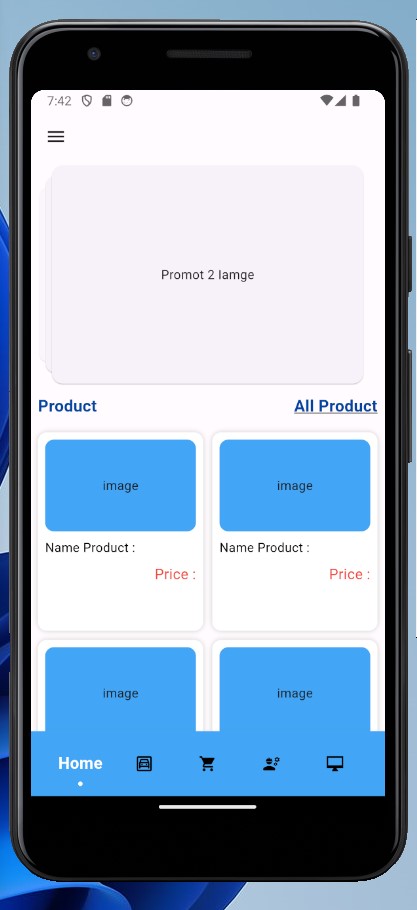 7:42
Promot 2 Iamge
Product
All Product
image
image
Name Product :
Name Product :
Price :
Price :
image
image
Home